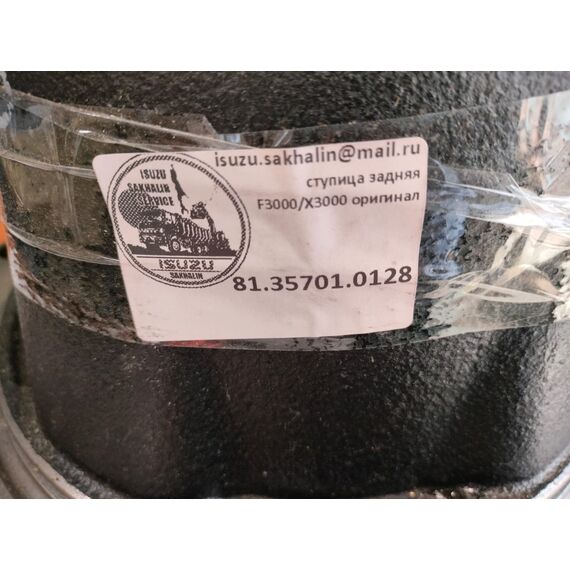 isuzu.sakhalin@mail.ru
ступица задняя
F3000/X3000 оригинал
81.35701.0128
ISUZU
SAKHALIN
SERVICE
ISUZU
SAKHALIN